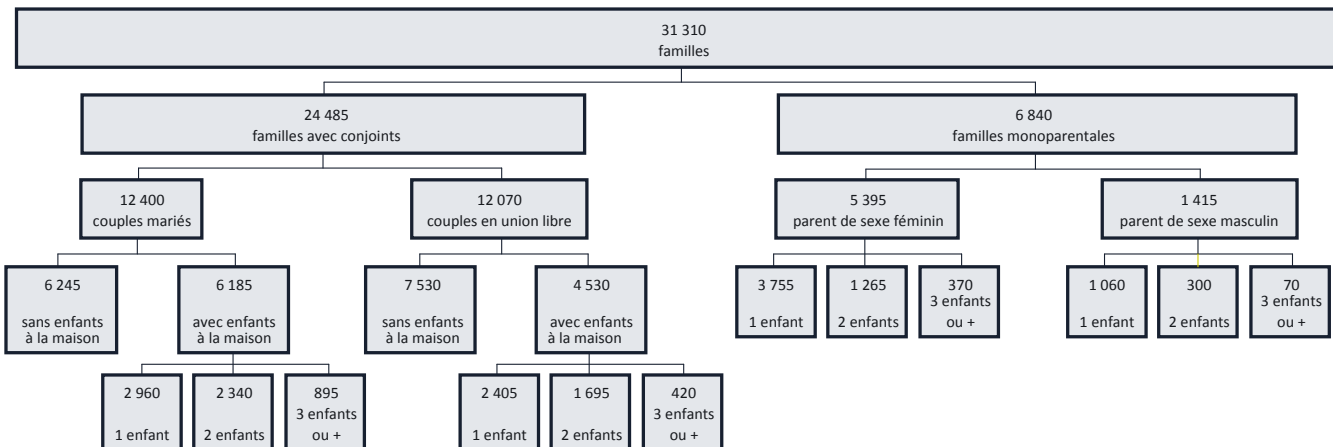 31 310
familles
24 485
familles avec conjoints
6 840
familles monoparentales
12 400
couples mariés
12 070
couples en union libre
5 395
parent de sexe féminin
1 415
parent de sexe masculin
6 245
sans enfants
à la maison
6 185
avec enfants
à la maison
7 530
sans enfants
à la maison
4 530
avec enfants
à la maison
3 755
1 enfant
1 265
2 enfants
370
3 enfants
ou +
1 060
1 enfant
300
2 enfants
70
3 enfants
ou +
2 960
1 enfant
2 340
2 enfants
895
3 enfants
ou +
2 405
1 enfant
1 695
2 enfants
420
3 enfants
ou +